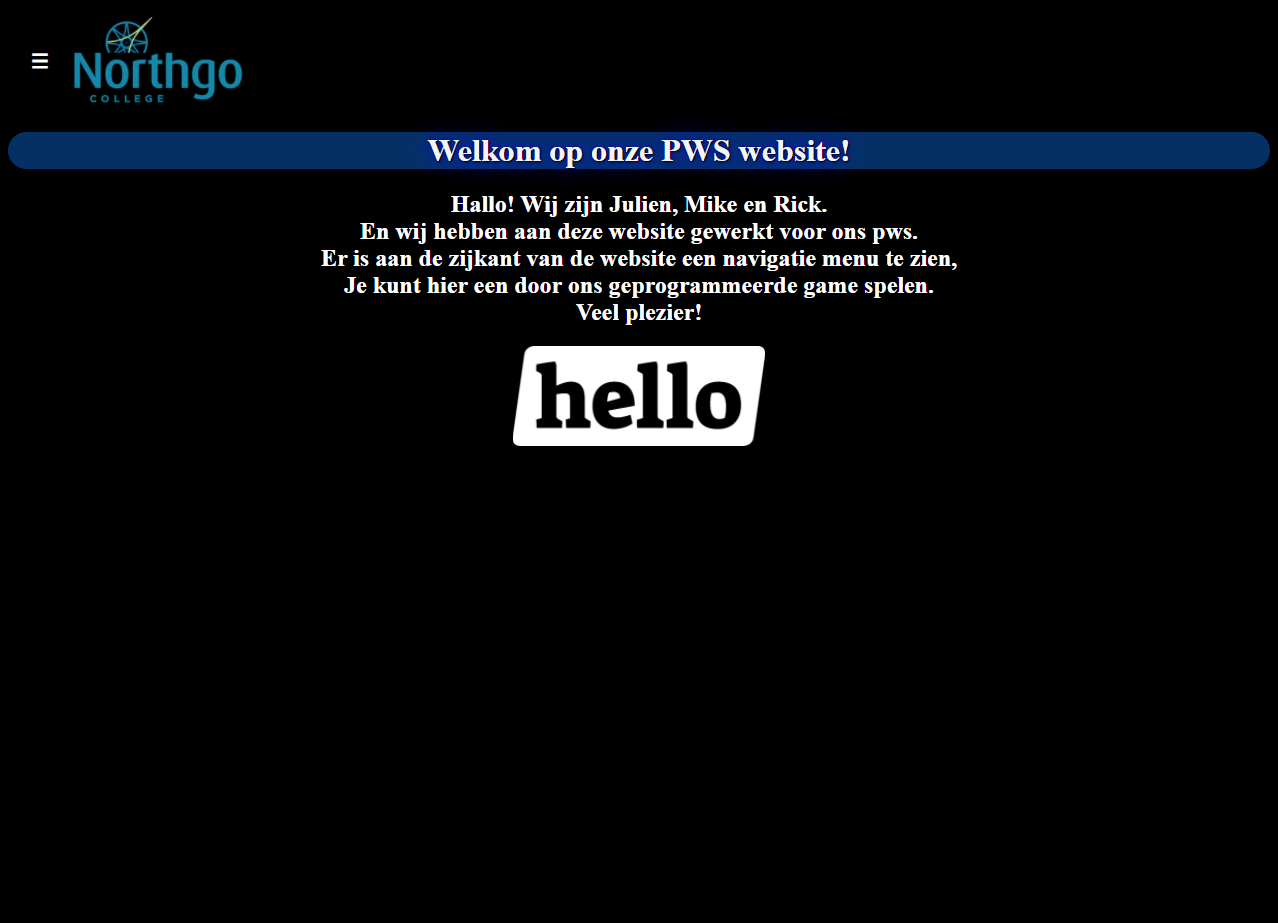 ☰
Northgo
COLLEGE
Welkom op onze PWS website!
Hallo! Wij zijn Julien, Mike en Rick.
En wij hebben aan deze website gewerkt voor ons pws.
Er is aan de zijkant van de website een navigatie menu te zien,
Je kunt hier een door ons geprogrammeerde game spelen.
Veel plezier!
hello